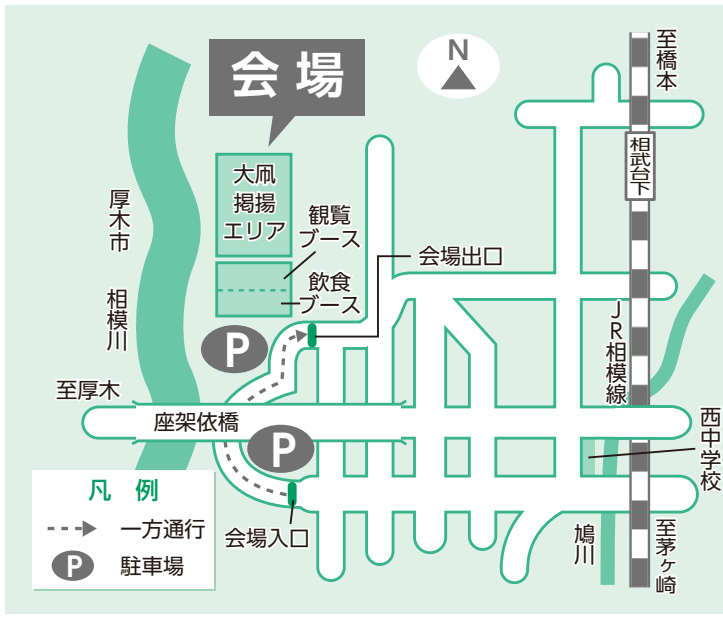 会場
N
至橋本
相武台下
大凧
掲揚
エリア
厚木市
観覧
ブース
会場出口
飲食
ブース
相模川
JR相模線
P
至厚木
座架依橋
西中学校
P
凡例
一方通行
P
駐車場
会場入口
鳩川
至茅ヶ崎